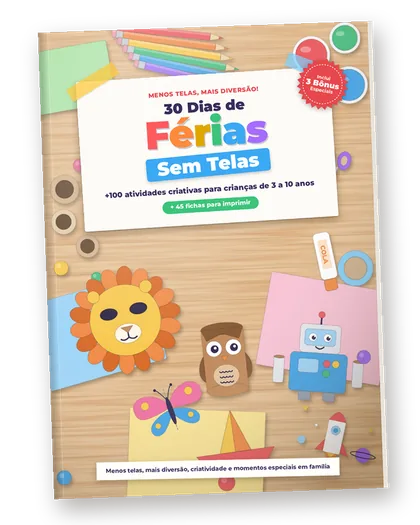 MENOS TELAS, MAIS DIVERSÃO!
30 Dias de
Férias
Sem Telas
+100 atividades criativas para crianças de 3 a 10 anos
+ 45 fichas para imprimir
Inclui
3 Bônus
Especiais
COLA
Menos telas, mais diversão, criatividade e momentos especiais em família